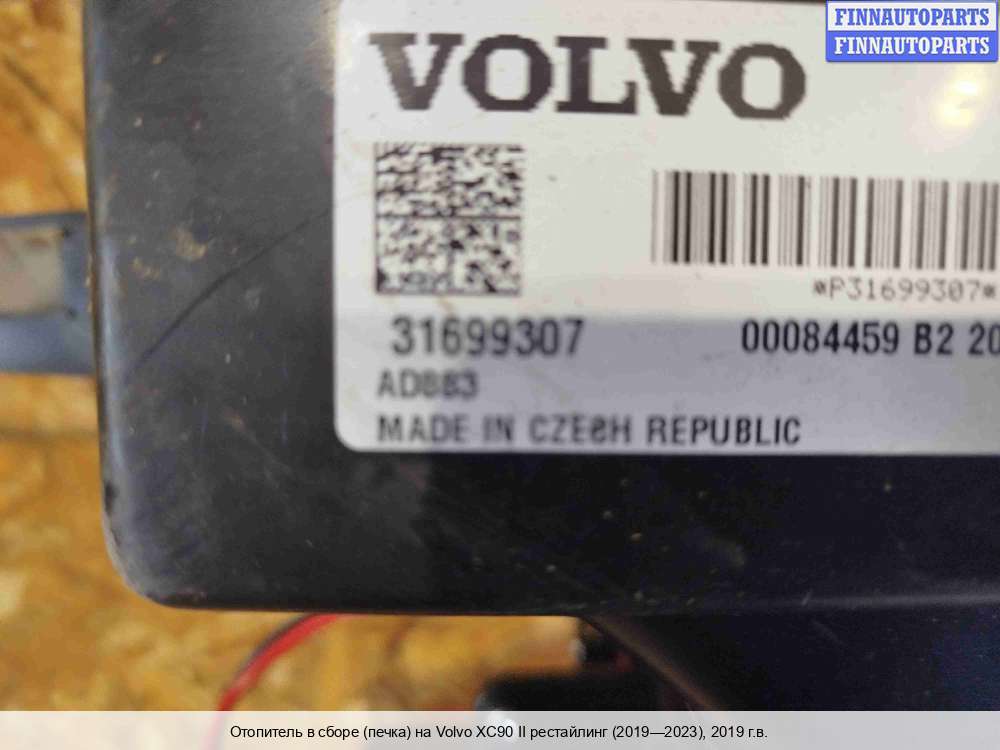 FINNAUTOPARTS
FINNAUTOPARTS
VOLVO
*P31699307*
31699307
00084459 B2 20
AD883
MADE IN CZECH REPUBLIC
Отопитель в сборе (печка) на Volvo XC90 II рестайлинг (2019—2023), 2019 г.в.